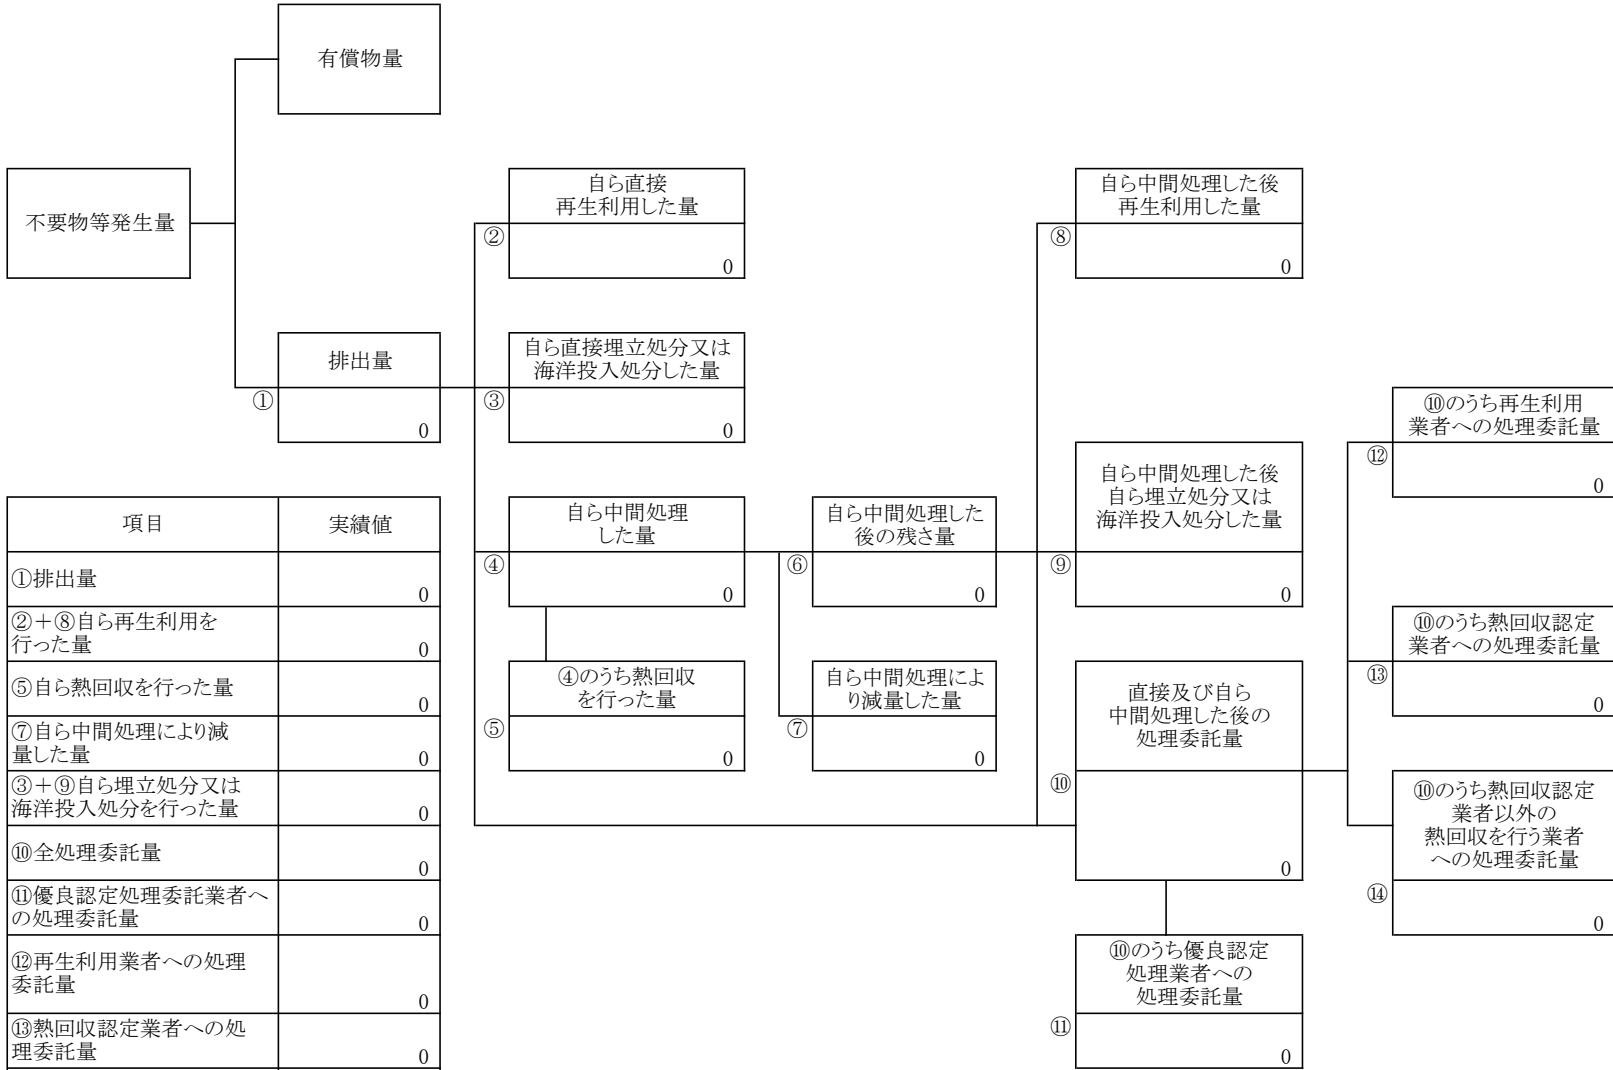 有償物量
不要物等発生量
排出量
①
0
自ら直接
再生利用した量
②
0
自ら直接埋立処分又は
海洋投入処分した量
③
0
自ら中間処理
した量
④
0
④のうち熱回収
を行った量
⑤
0
自ら中間処理した
後の残さ量
⑥
0
自ら中間処理によ
り減量した量
⑦
0
自ら中間処理した後
再生利用した量
⑧
0
自ら中間処理した後
自ら埋立処分又は
海洋投入処分した量
⑨
0
直接及び自ら
中間処理した後の
処理委託量
⑩
0
⑩のうち優良認定
処理業者への
処理委託量
⑪
0
⑩のうち再生利用
業者への処理委託量
⑫
0
⑩のうち熱回収認定
業者への処理委託量
⑬
0
⑩のうち熱回収認定
業者以外の
熱回収を行う業者
への処理委託量
⑭
0
項目 実績値
①排出量
0
②+⑧自ら再生利用を
行った量
0
⑤自ら熱回収を行った量
0
⑦自ら中間処理により減
量した量
0
③+⑨自ら埋立処分又は
海洋投入処分を行った量
0
⑩全処理委託量
0
⑪優良認定処理委託業者へ
の処理委託量
0
⑫再生利用業者への処理
委託量
0
⑬熱回収認定業者への処
理委託量
0